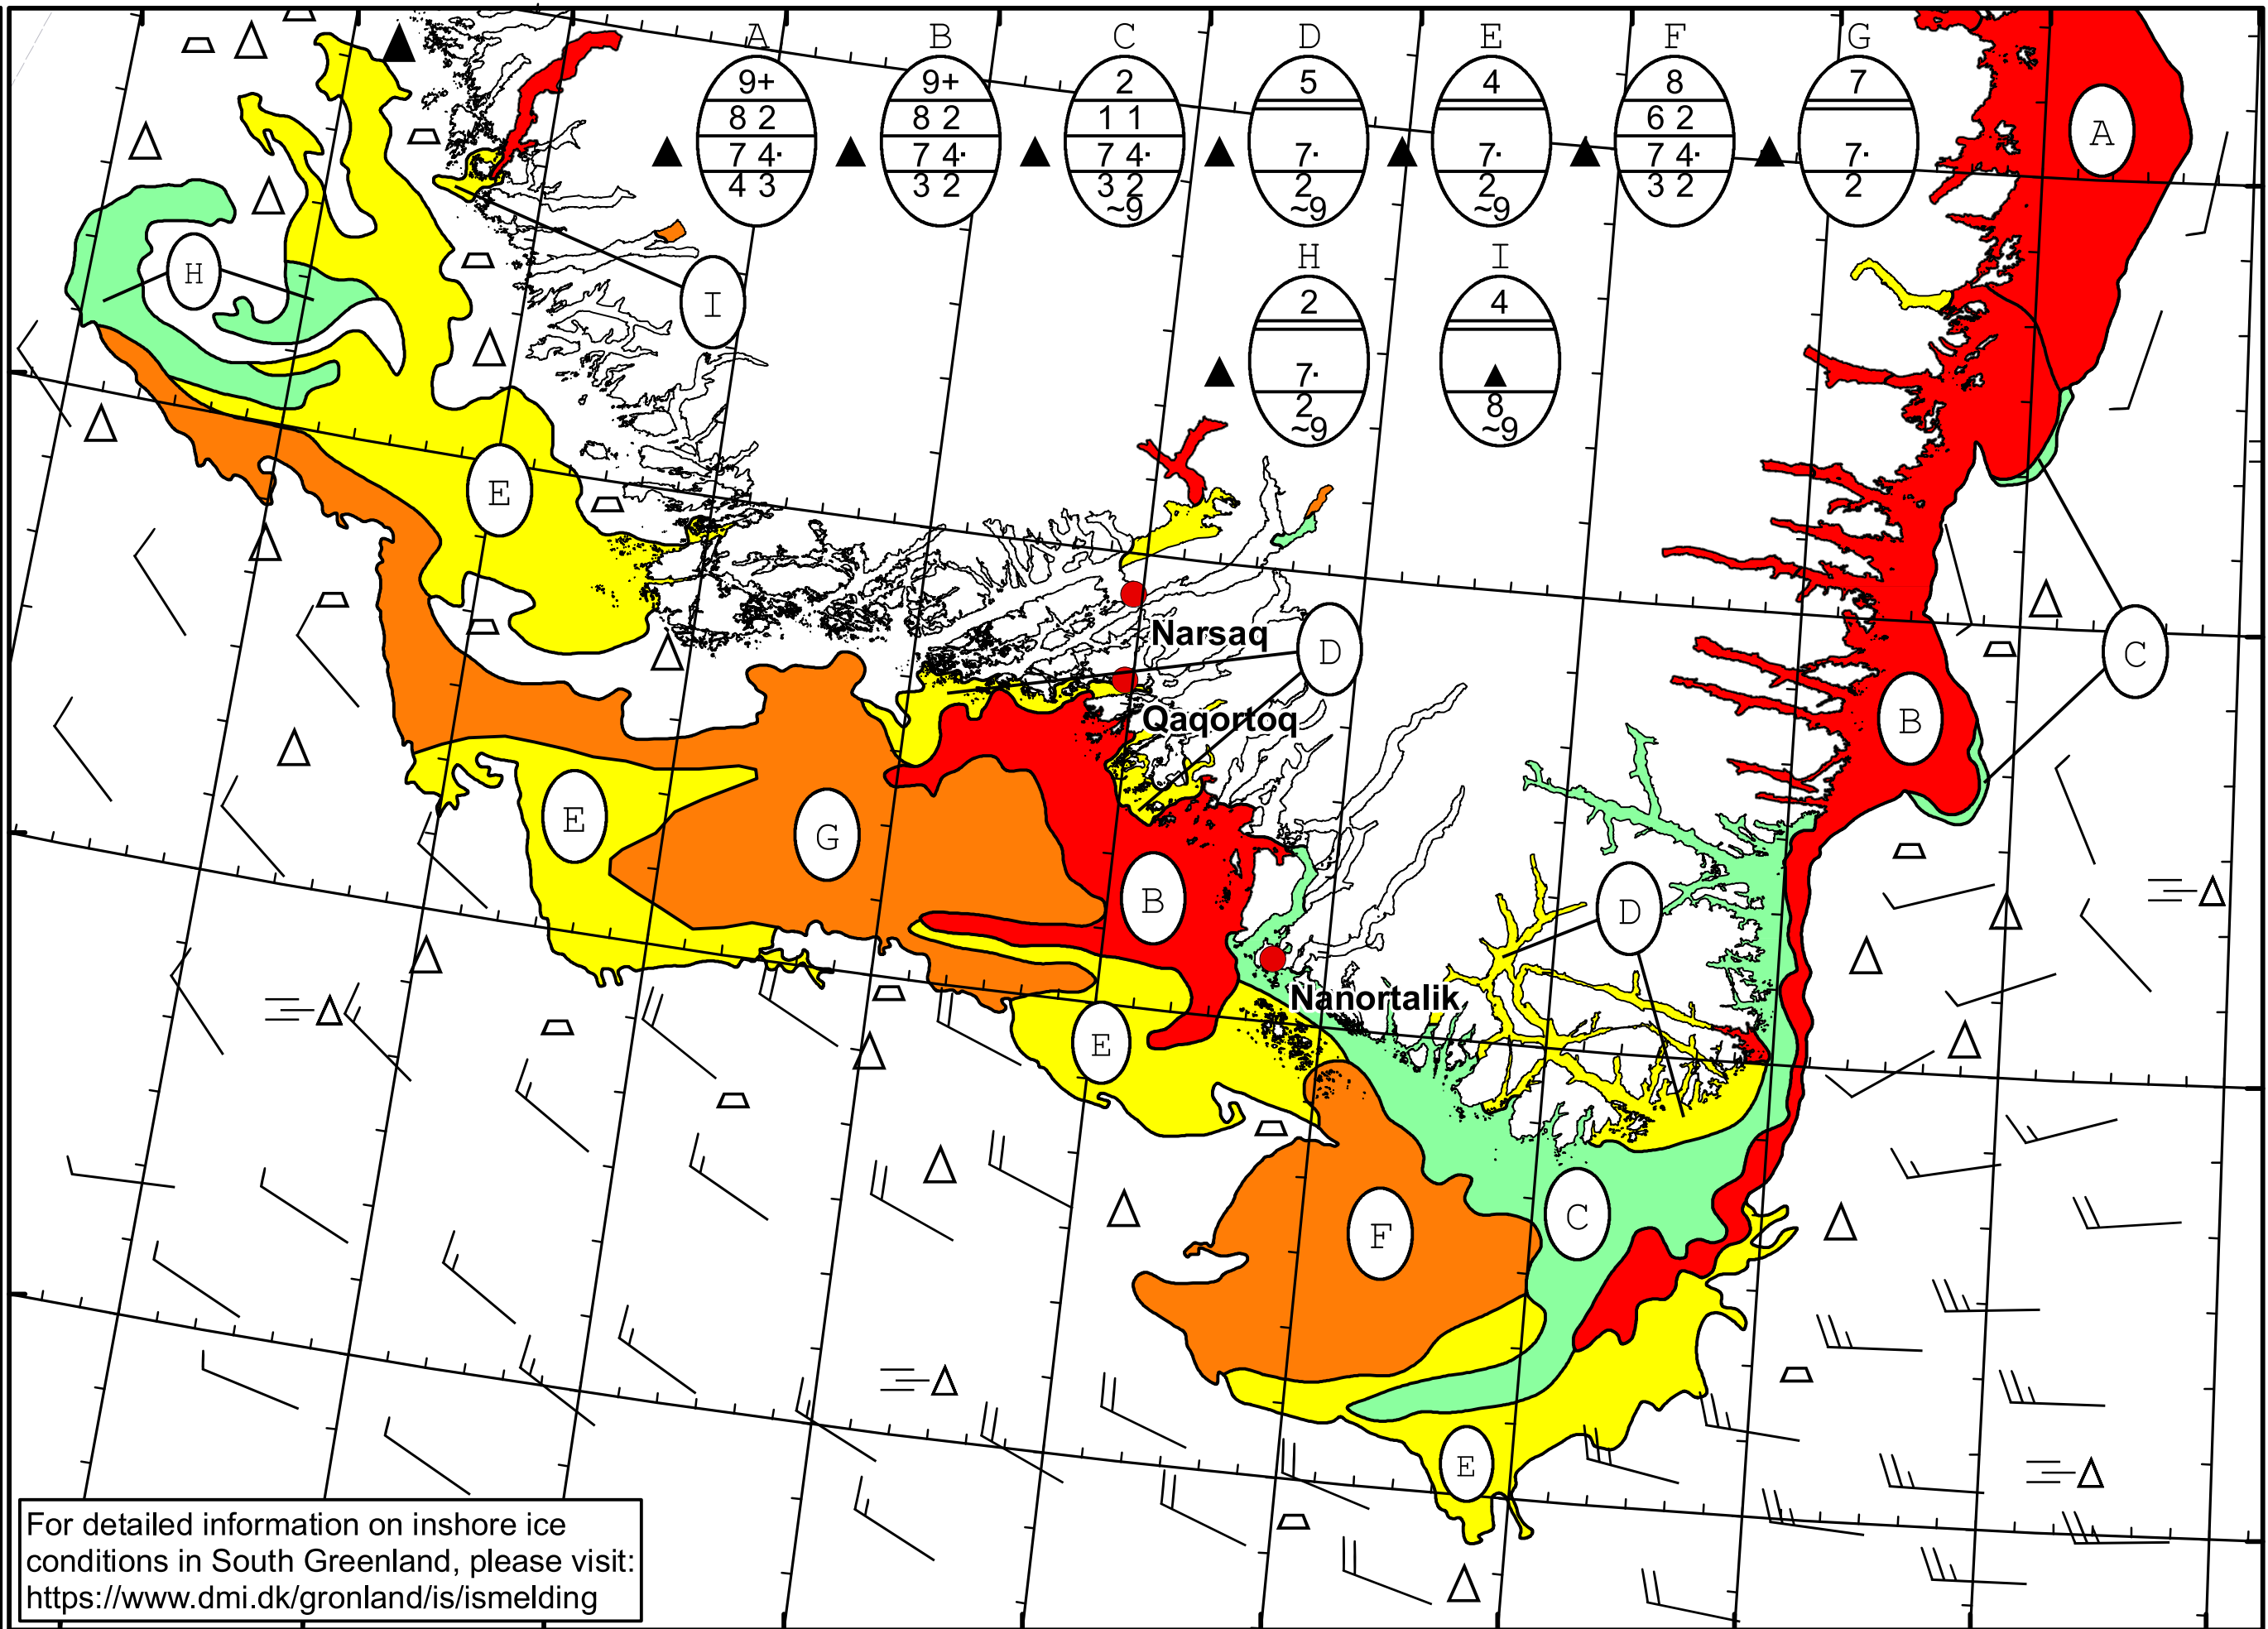 A B C D E F G
9+ 9+ 2 5 4 8 7
8 2 8 2 1 1 6 2
7 4· 7 4· 7 4· 7· 7· 7 4· 7·
4 3 3 2 3 2 2 2 3 2 2
~9 ~9 ~9
A
H I
2 4
7·
2 8
~9 ~9
H
I
E
Narsaq
D
C
Qaqortoq
B
E
G
B
D
Nanortalik
E
C
F
E
For detailed information on inshore ice
conditions in South Greenland, please visit:
https://www.dmi.dk/gronland/is/ismelding